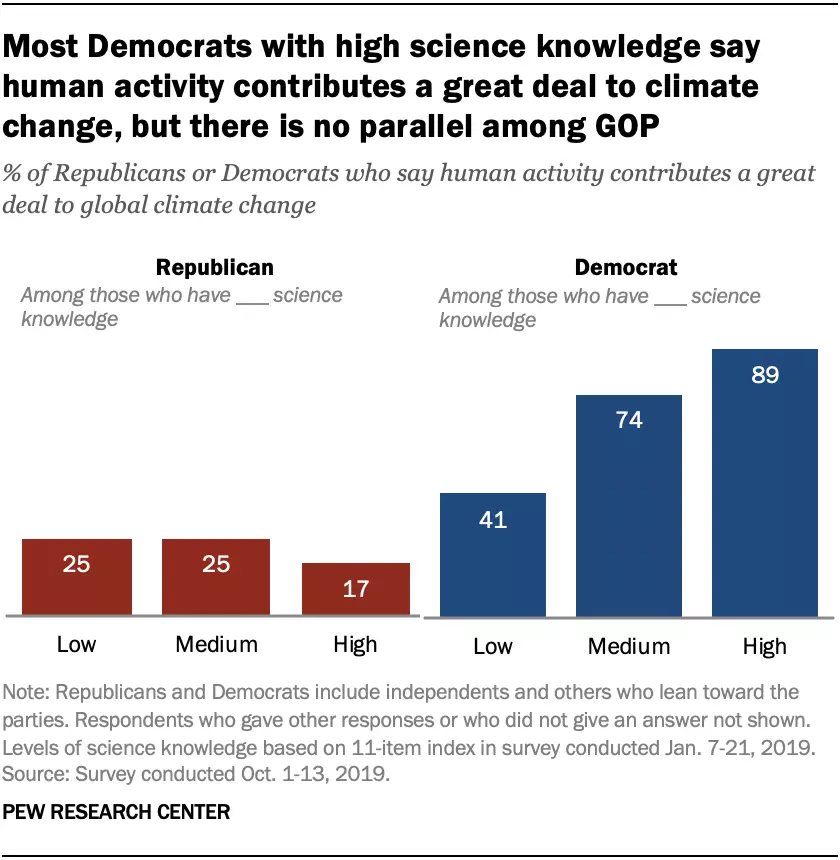 Most Democrats with high science knowledge say
human activity contributes a great deal to climate
change, but there is no parallel among GOP
% of Republicans or Democrats who say human activity contributes a great
deal to global climate change
Republican
Among those who have ___ science
knowledge
25
25
17
Low
Medium
High
Democrat
Among those who have ___ science
knowledge
41
74
89
Low
Medium
High
Note: Republicans and Democrats include independents and others who lean toward the
parties. Respondents who gave other responses or who did not give an answer not shown.
Levels of science knowledge based on 11-item index in survey conducted Jan. 7-21, 2019.
Source: Survey conducted Oct. 1-13, 2019.
PEW RESEARCH CENTER